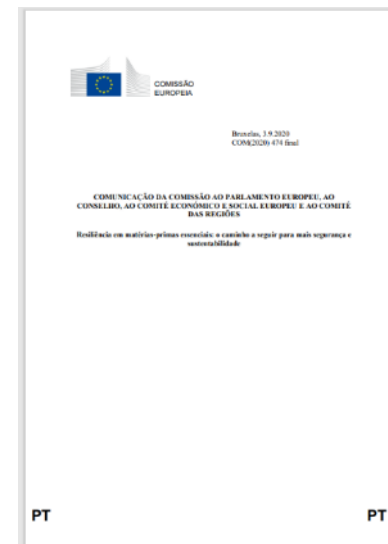 COMISSÃO
EUROPEIA
Bruxelas, 3.9.2020
COM(2020) 474 final
COMUNICAÇÃO DA COMISSÃO AO PARLAMENTO EUROPEU, AO
CONSELHO, AO COMITÉ ECONÓMICO E SOCIAL EUROPEU E AO COMITÉ
DAS REGIÕES
Resiliência em matérias-primas essenciais: o caminho a seguir para mais segurança e
sustentabilidade
PT PT